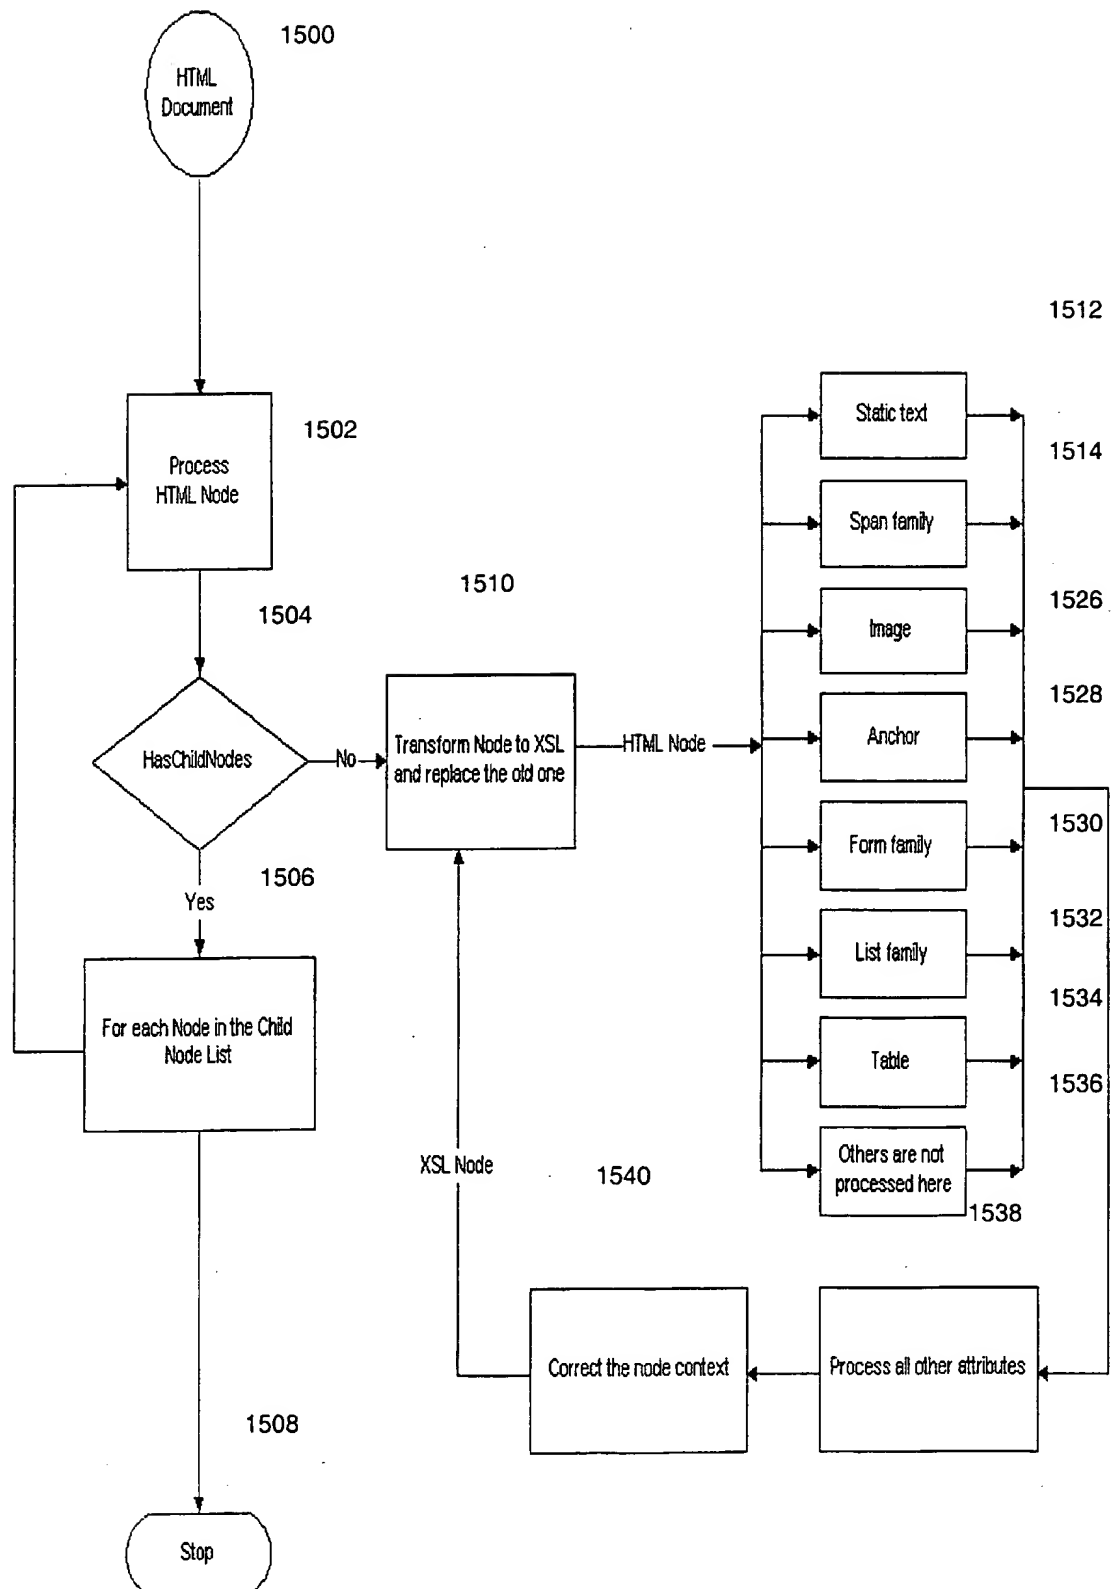 1500
HTML
Document
1512
Static text
1502
1514
Process
HTML Node
Span family
1510
1526
1504
Image
1528
Transform Node to XSL
and replace the old one
HTML Node
Anchor
HasChildNodes
No
1530
Form family
1506
Yes
1532
List family
1534
For each Node in the Child
Node List
Table
1536
XSL Node
1540
Others are not
processed here
1538
Correct the node context
Process all other attributes
1508
Stop